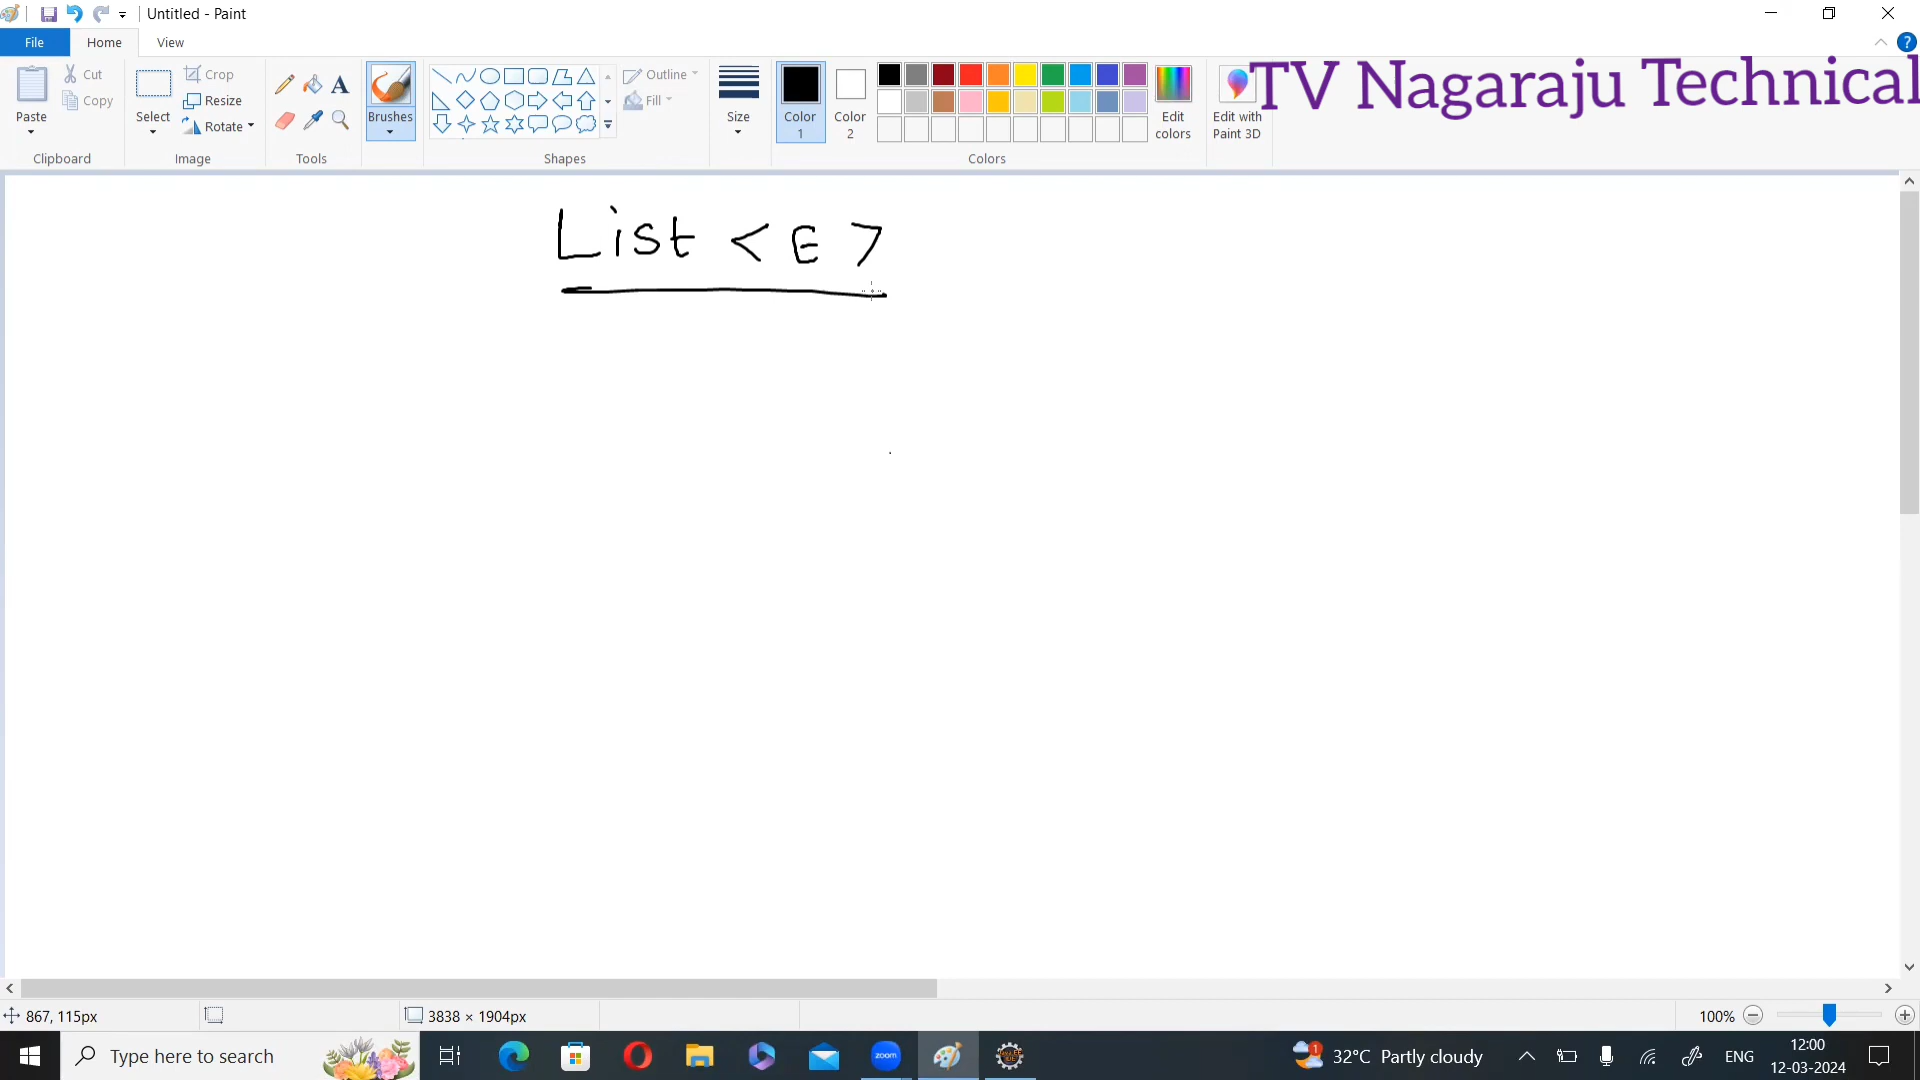 Untitled - Paint
File Home View
Paste Cut Copy Clipboard
Select Crop Resize Rotate Image
Tools
Brushes
Shapes Outline Fill
Size
Color 1 Color 2 Colors Edit colors
Edit with Paint 3D
TV Nagaraju Technical
List < E >
867, 115px
3838 × 1904px
100%
Type here to search
zoom
1
32°C Partly cloudy
ENG
12:00
12-03-2024